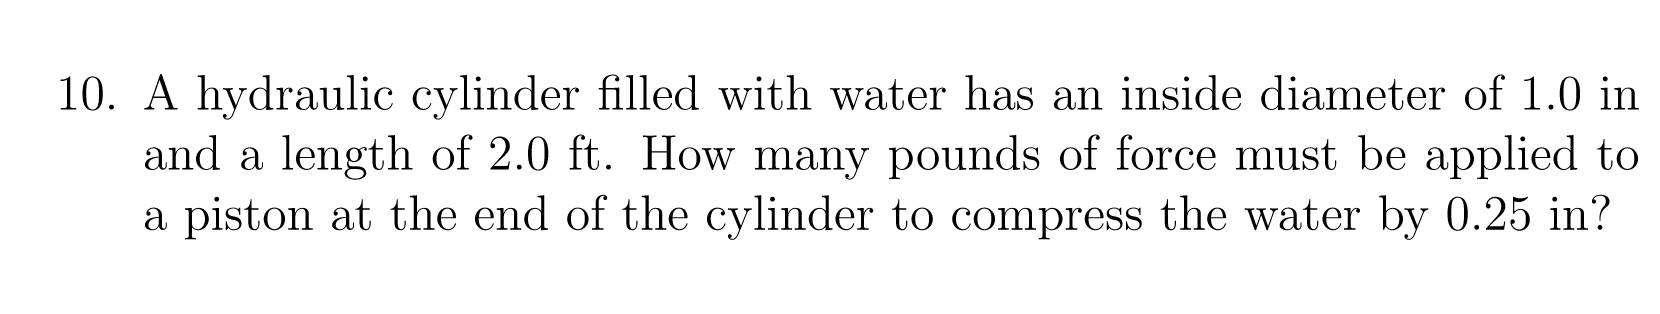 10. A hydraulic cylinder filled with water has an inside diameter of 1.0 in
and a length of 2.0 ft. How many pounds of force must be applied to
a piston at the end of the cylinder to compress the water by 0.25 in?